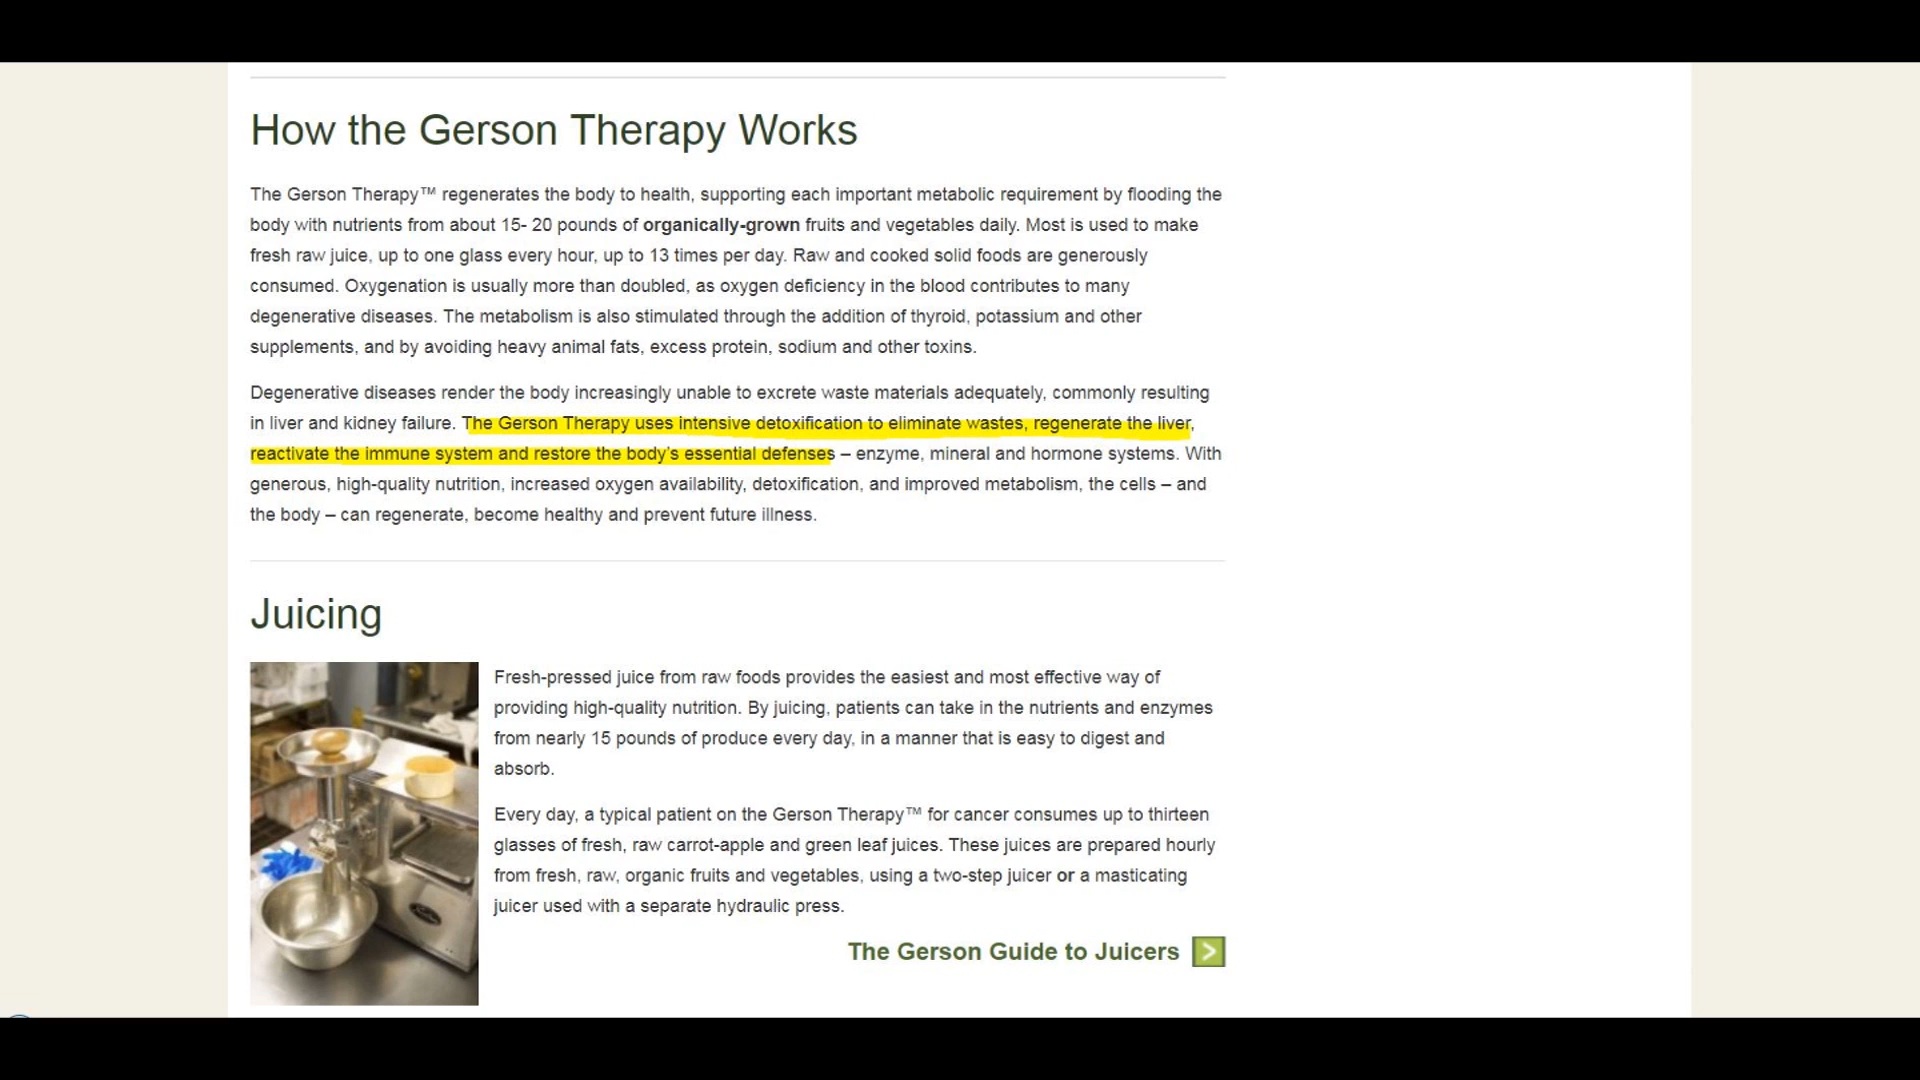 How the Gerson Therapy Works
The Gerson Therapy™ regenerates the body to health, supporting each important metabolic requirement by flooding the
body with nutrients from about 15- 20 pounds of organically-grown fruits and vegetables daily. Most is used to make
fresh raw juice, up to one glass every hour, up to 13 times per day. Raw and cooked solid foods are generously
consumed. Oxygenation is usually more than doubled, as oxygen deficiency in the blood contributes to many
degenerative diseases. The metabolism is also stimulated through the addition of thyroid, potassium and other
supplements, and by avoiding heavy animal fats, excess protein, sodium and other toxins.
Degenerative diseases render the body increasingly unable to excrete waste materials adequately, commonly resulting
in liver and kidney failure. The Gerson Therapy uses intensive detoxification to eliminate wastes, regenerate the liver,
reactivate the immune system and restore the body's essential defenses – enzyme, mineral and hormone systems. With
generous, high-quality nutrition, increased oxygen availability, detoxification, and improved metabolism, the cells – and
the body – can regenerate, become healthy and prevent future illness.
Juicing
Fresh-pressed juice from raw foods provides the easiest and most effective way of
providing high-quality nutrition. By juicing, patients can take in the nutrients and enzymes
from nearly 15 pounds of produce every day, in a manner that is easy to digest and
absorb.
Every day, a typical patient on the Gerson Therapy™ for cancer consumes up to thirteen
glasses of fresh, raw carrot-apple and green leaf juices. These juices are prepared hourly
from fresh, raw, organic fruits and vegetables, using a two-step juicer or a masticating
juicer used with a separate hydraulic press.
The Gerson Guide to Juicers >